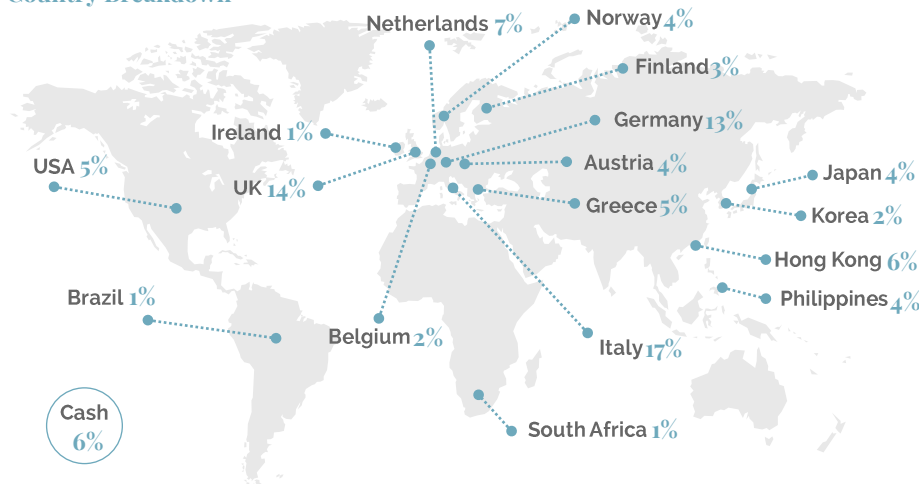 Country Breakdown
Netherlands 7%
Norway 4%
Finland 3%
Ireland 1%
Germany 13%
USA 5%
UK 14%
Austria 4%
Japan 4%
Greece 5%
Korea 2%
Hong Kong 6%
Brazil 1%
Philippines 4%
Belgium 2%
Italy 17%
Cash
6%
South Africa 1%